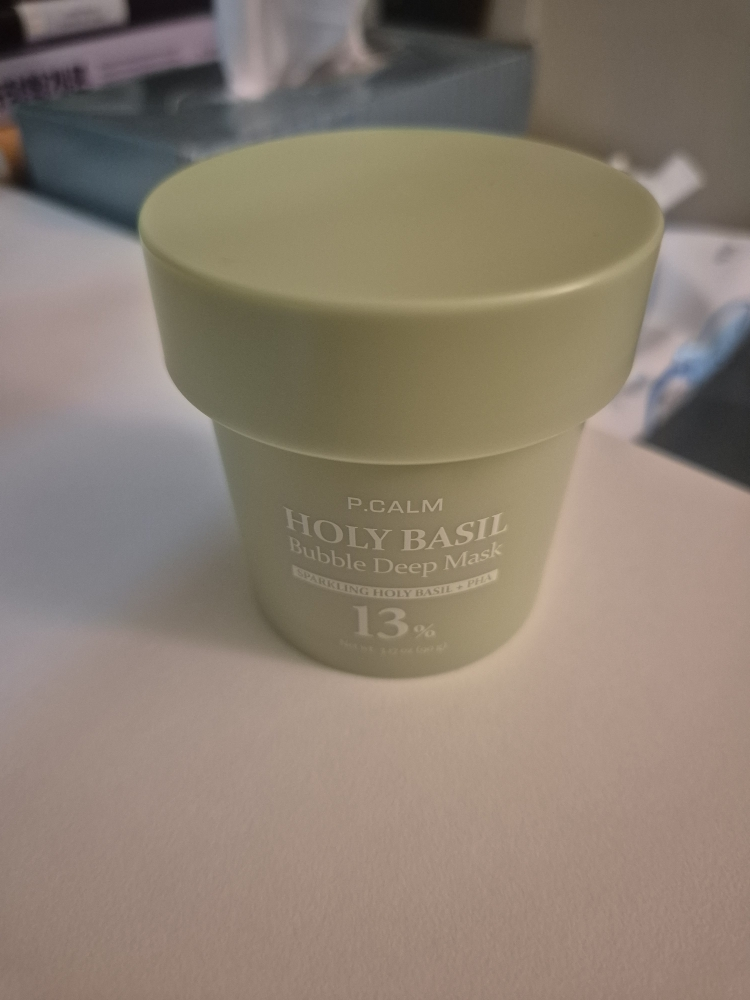 P.CALM
HOLY BASIL
Bubble Deep Mask
SPARKLING HOLY BASIL + PHA
13%